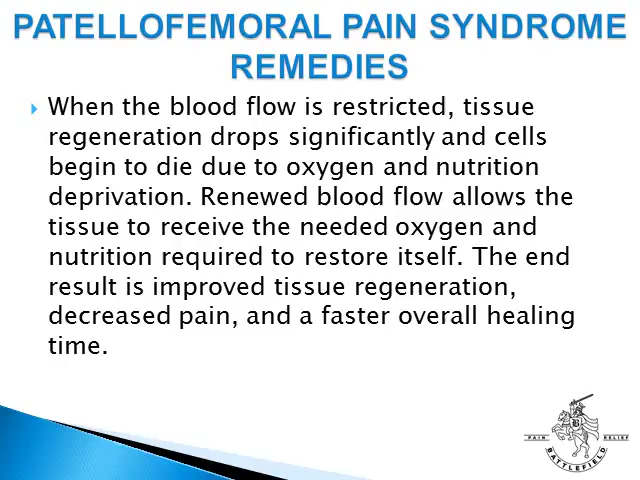 PATELLOFEMORAL PAIN SYNDROME
REMEDIES
When the blood flow is restricted, tissue
regeneration drops significantly and cells
begin to die due to oxygen and nutrition
deprivation. Renewed blood flow allows the
tissue to receive the needed oxygen and
nutrition required to restore itself. The end
result is improved tissue regeneration,
decreased pain, and a faster overall healing
time.
PAIN RELIEF
BATTLEFIELD